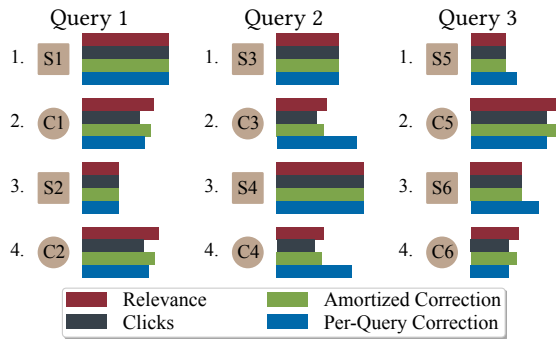 Query 1 Query 2 Query 3
1. S1 1. S3 1. S5
2. C1 2. C3 2. C5
3. S2 3. S4 3. S6
4. C2 4. C4 4. C6
Relevance Amortized Correction
Clicks Per-Query Correction